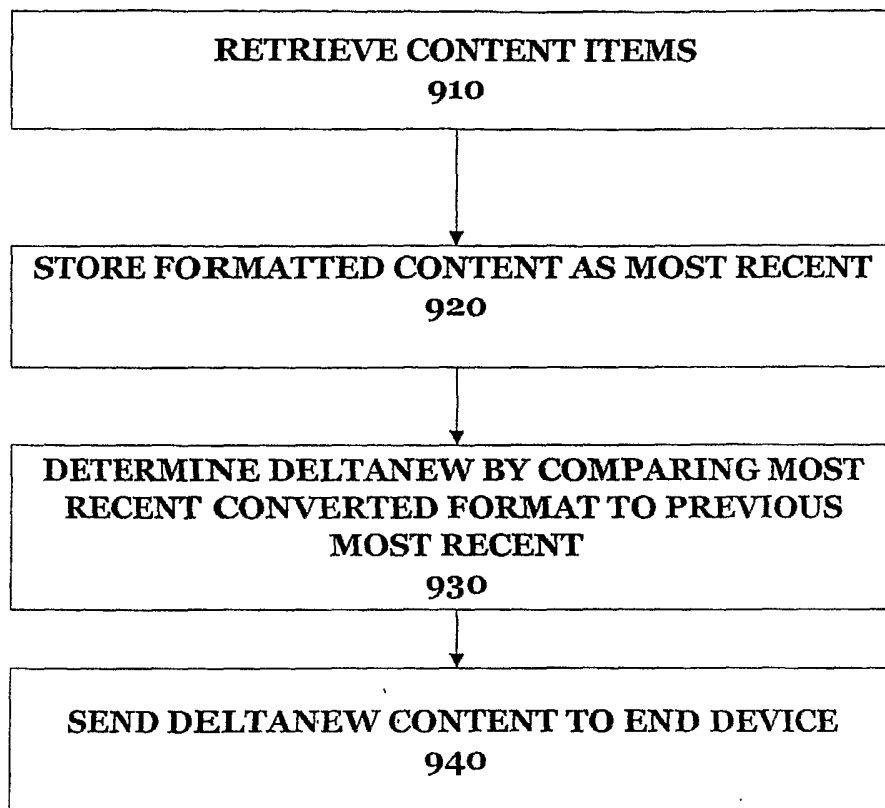 RETRIEVE CONTENT ITEMS
910
STORE FORMATTED CONTENT AS MOST RECENT
920
DETERMINE DELTANEW BY COMPARING MOST
RECENT CONVERTED FORMAT TO PREVIOUS
MOST RECENT
930
SEND DELTANEW CONTENT TO END DEVICE
940